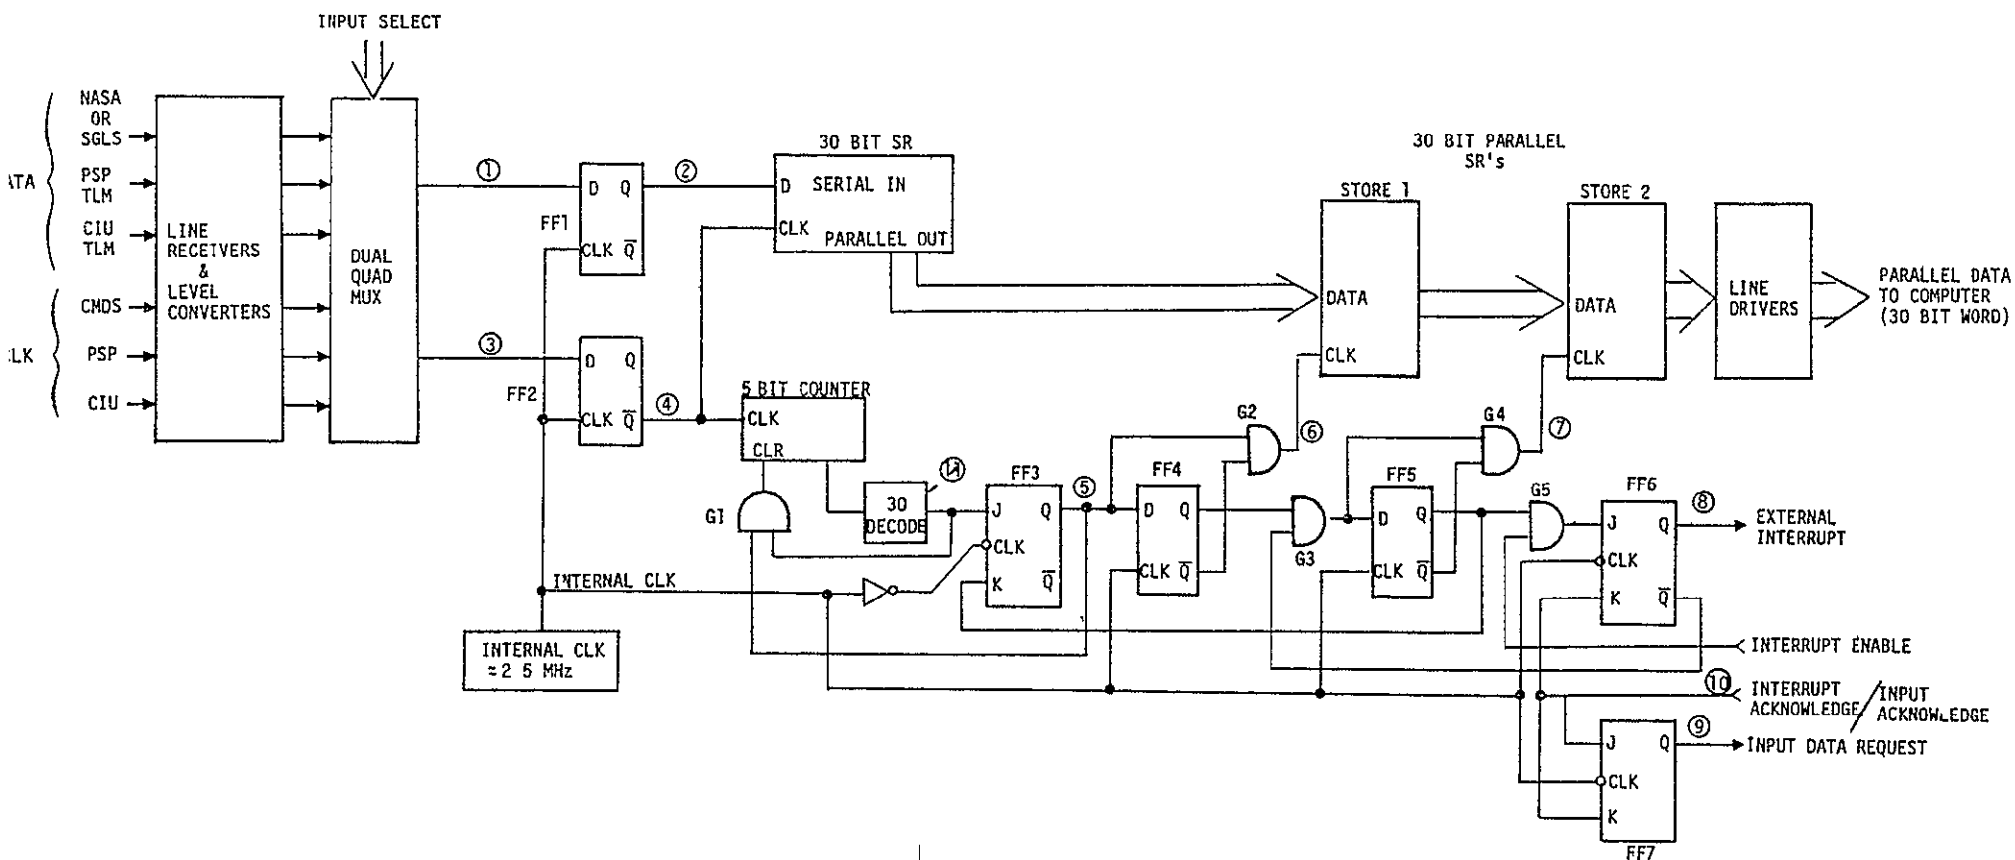 INPUT SELECT
NASA
OR
SGLS
PSP
TLM
CIU
TLM
CMDS
PSP
CIU
ATA
LK
LINE
RECEIVERS
&
LEVEL
CONVERTERS
DUAL
QUAD
MUX
①
③
D Q
FF1
CLK Q̅
②
D Q
FF2
CLK Q̅
④
30 BIT SR
D SERIAL IN
CLK
PARALLEL OUT
5 BIT COUNTER
CLK
CLR
G1
30
DECODE
INTERNAL CLK
INTERNAL CLK
≈2 5 MHz
FF3
J Q
CLK
K Q̅
⑤
FF4
D Q
CLK Q̅
G2
⑥
G3
FF5
D Q
CLK Q̅
G4
⑦
G5
FF6
J Q
CLK
K Q̅
⑧
EXTERNAL
INTERRUPT
INTERRUPT ENABLE
⑩
INTERRUPT
ACKNOWLEDGE/INPUT
ACKNOWLEDGE
J Q
CLK
K
FF7
⑨
INPUT DATA REQUEST
30 BIT PARALLEL
SR's
STORE 1
DATA
CLK
STORE 2
DATA
CLK
LINE
DRIVERS
PARALLEL DATA
TO COMPUTER
(30 BIT WORD)